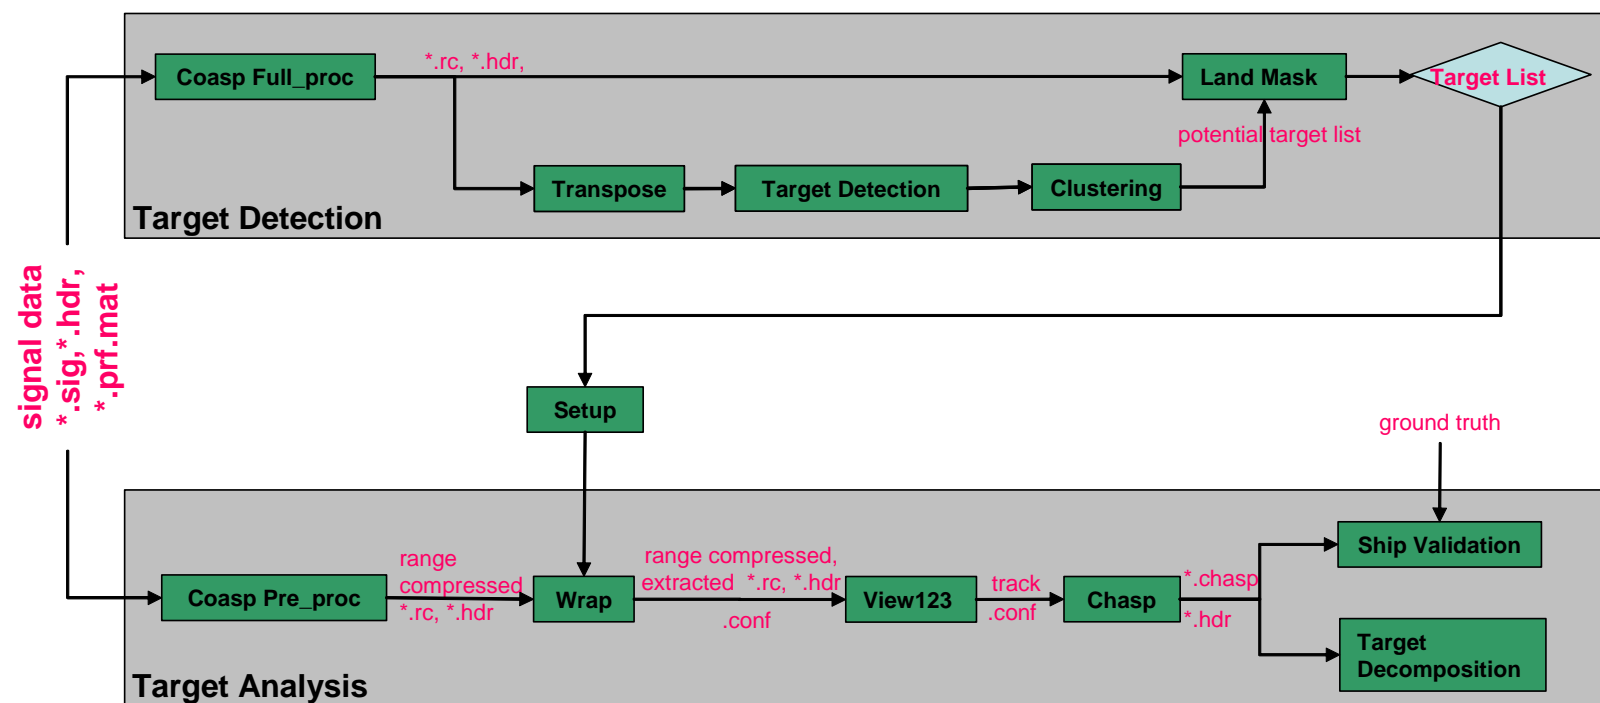 Coasp Full_proc
*.rc, *.hdr,
Land Mask
Target List
potential target list
Transpose
Target Detection
Clustering
Target Detection
signal data
*.sig,*.hdr,
*.prf.mat
Setup
ground truth
Ship Validation
range
compressed
*.rc, *.hdr
Coasp Pre_proc
Wrap
range compressed,
extracted *.rc, *.hdr
.conf
View123
track
.conf
Chasp
*.chasp
*.hdr
Target
Decomposition
Target Analysis